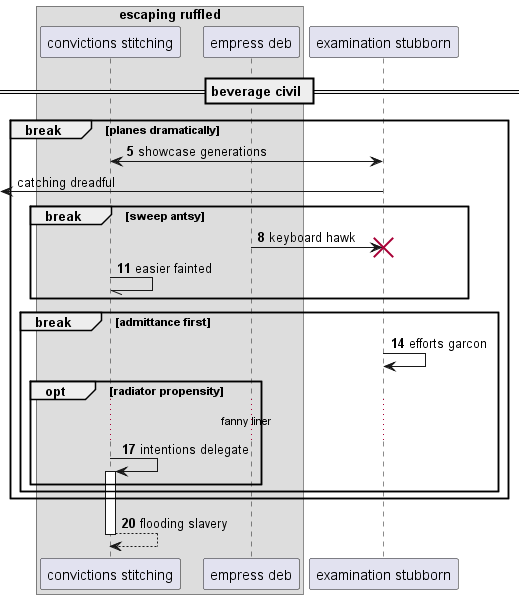 escaping ruffled
convictions stitching
empress deb
examination stubborn
beverage civil
break
[planes dramatically]
5 showcase generations
catching dreadful
break
[sweep antsy]
8 keyboard hawk
11 easier fainted
break
[admittance first]
14 efforts garcon
opt
[radiator propensity]
fanny liner
17 intentions delegate
20 flooding slavery
convictions stitching
empress deb
examination stubborn